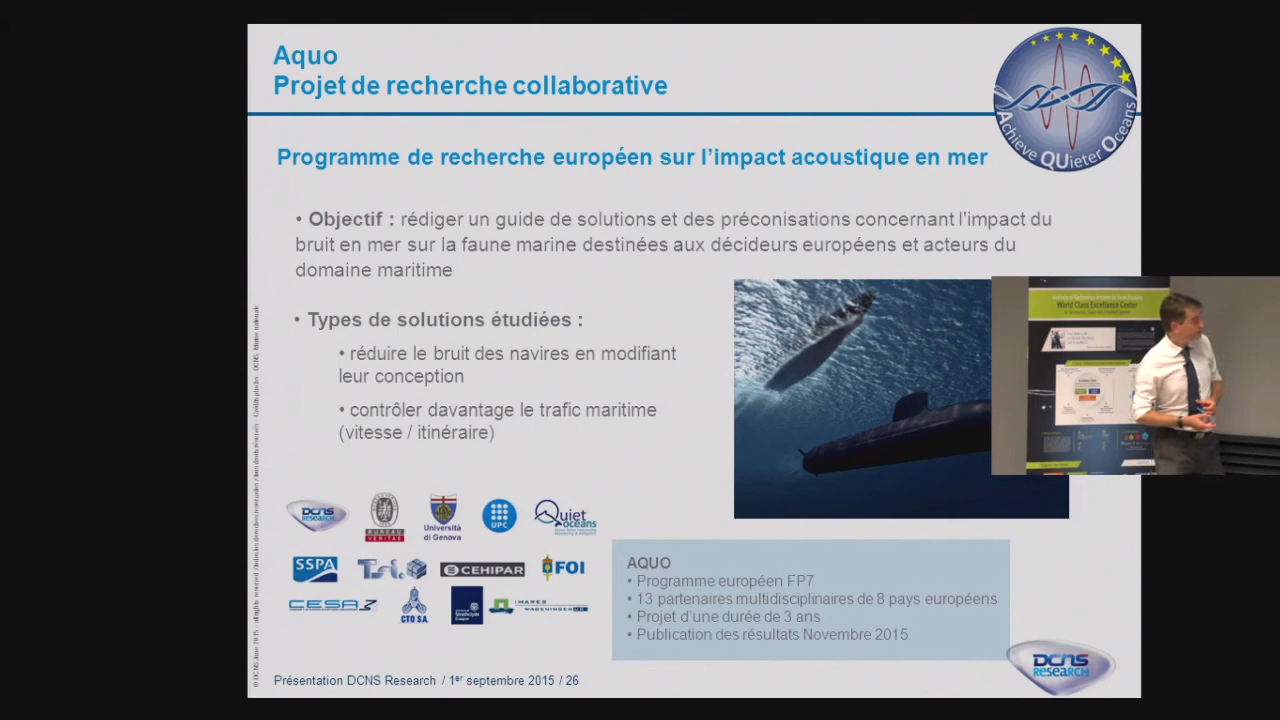 Aquo
Projet de recherche collaborative
Achieve QUieter Oceans
Programme de recherche européen sur l'impact acoustique en mer
• Objectif : rédiger un guide de solutions et des préconisations concernant l'impact du
bruit en mer sur la faune marine destinées aux décideurs européens et acteurs du
domaine maritime
• Types de solutions étudiées :
• réduire le bruit des navires en modifiant
leur conception
• contrôler davantage le trafic maritime
(vitesse / itinéraire)
World Class Excellence Center
DCNS
RESEARCH
BUREAU
VERITAS
Università
di Genova
UPC
Quiet
Oceans
SSPA
CEHIPAR
FOI
CESA
CTO S.A.
AQUO
• Programme européen FP7
• 13 partenaires multidisciplinaires de 8 pays européens
• Projet d'une durée de 3 ans
• Publication des résultats Novembre 2015
DCNS
RESEARCH
Présentation DCNS Research / 1er septembre 2015 / 26